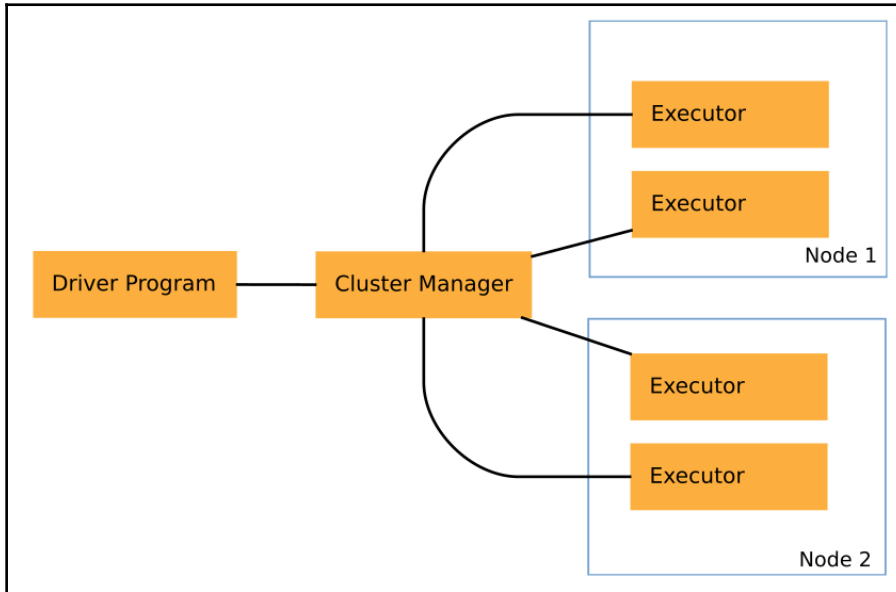 Executor
Executor
Node 1
Driver Program
Cluster Manager
Executor
Executor
Node 2